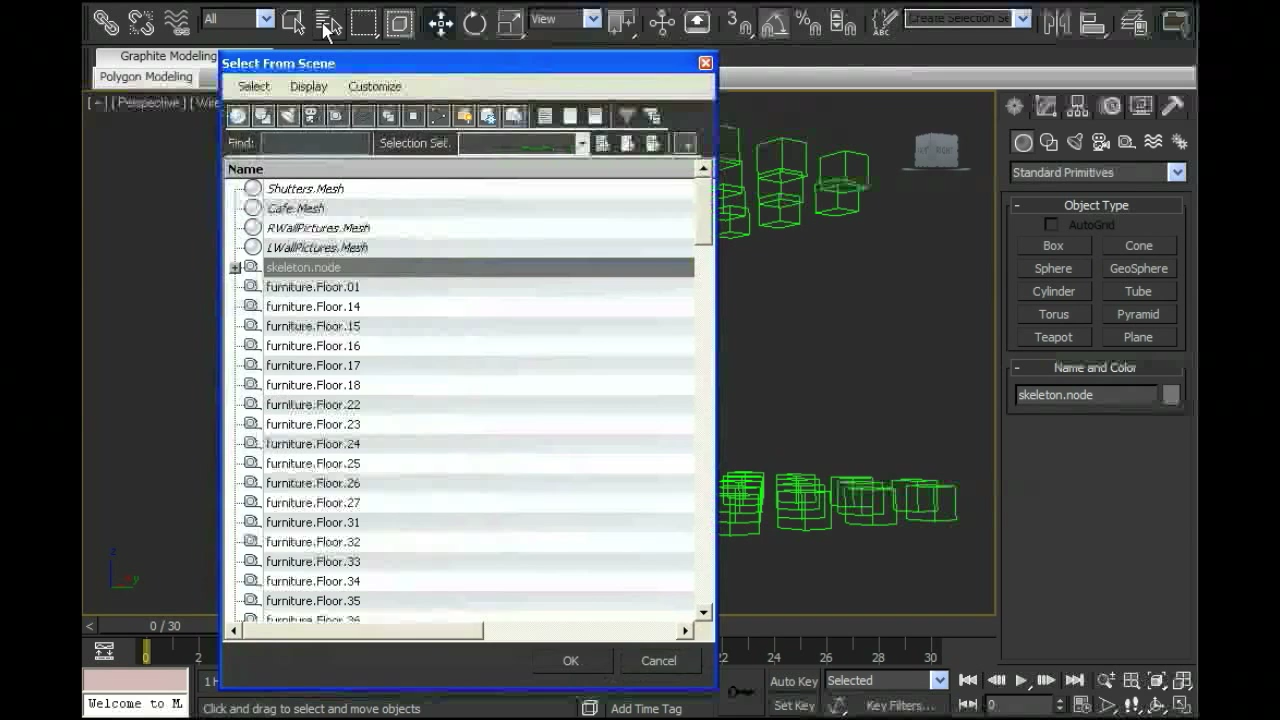 All
View
3
ABC
Create Selection Se
Graphite Modeling
Polygon Modeling
[ + ] [ Perspective ] [ Wire
Select From Scene
Select
Display
Customize
Find:
Selection Set:
Name
Shutters.Mesh
Cafe.Mesh
RWallPictures.Mesh
LWallPictures.Mesh
skeleton.node
furniture.Floor.01
furniture.Floor.14
furniture.Floor.15
furniture.Floor.16
furniture.Floor.17
furniture.Floor.18
furniture.Floor.22
furniture.Floor.23
furniture.Floor.24
furniture.Floor.25
furniture.Floor.26
furniture.Floor.27
furniture.Floor.31
furniture.Floor.32
furniture.Floor.33
furniture.Floor.34
furniture.Floor.35
furniture.Floor.36
OK
Cancel
Standard Primitives
- Object Type
AutoGrid
Box Cone
Sphere GeoSphere
Cylinder Tube
Torus Pyramid
Teapot Plane
- Name and Color
skeleton.node
z
y
< 0 / 30
0 2 22 24 26 28 30
Welcome to M
Click and drag to select and move objects
Add Time Tag
Auto Key Selected
Set Key Key Filters...
0